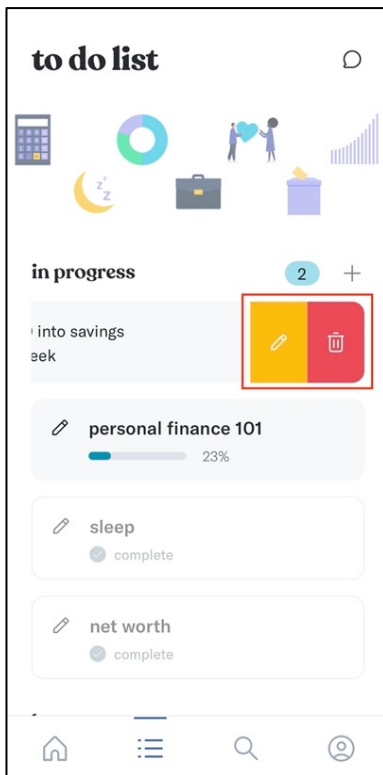 to do list
z z z
in progress
2
into savings
eek
personal finance 101
23%
sleep
complete
net worth
complete